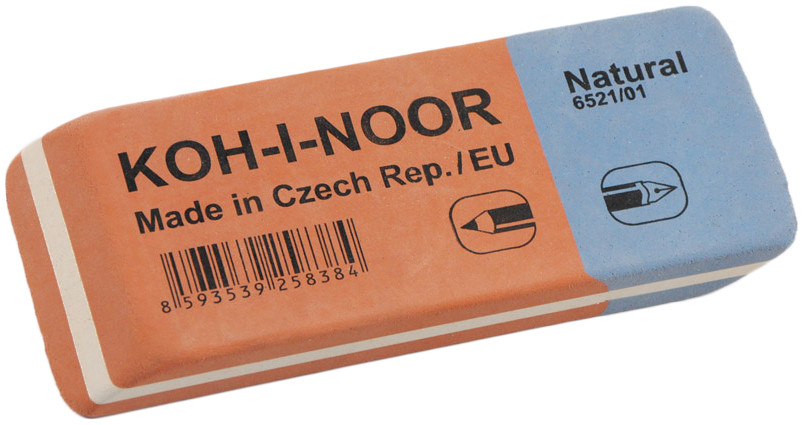 KOH-I-NOOR
Made in Czech Rep./EU
8 593539 258384
Natural
6521/01